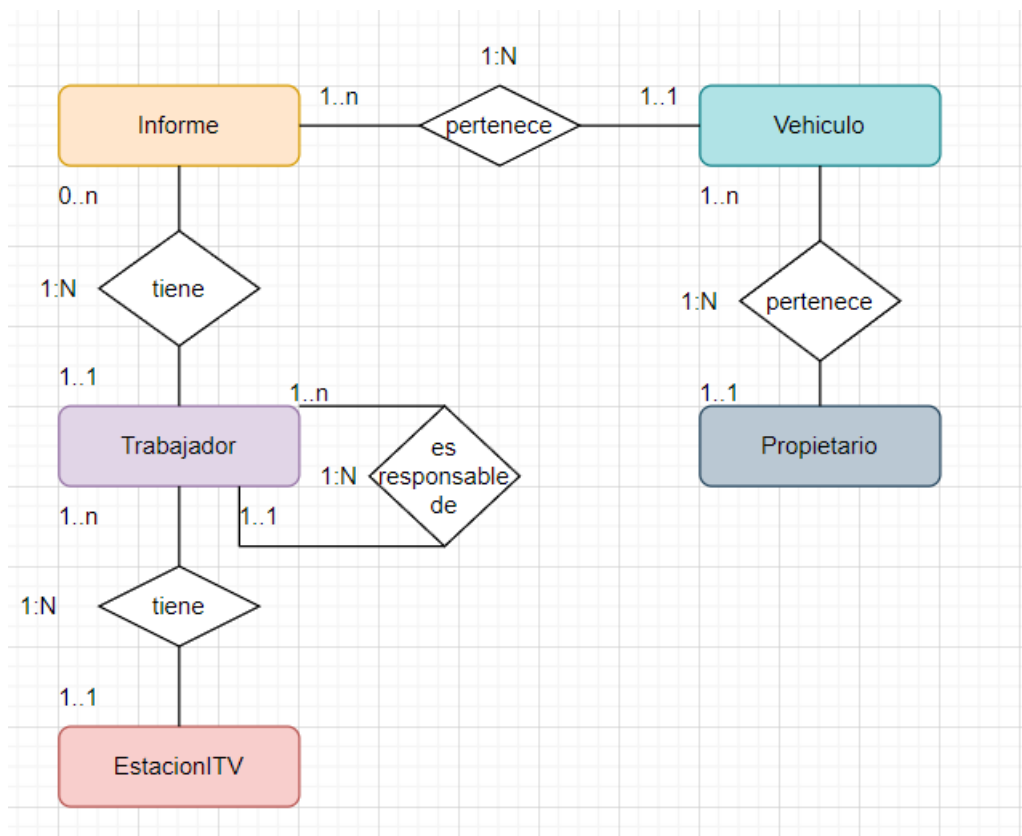 1:N
1..n
1..1
Informe
pertenece
Vehiculo
0..n
1..n
1:N
tiene
1:N
pertenece
1..1
1..n
1..1
Trabajador
es
responsable
de
1:N
Propietario
1..n
1..1
1:N
tiene
1..1
EstacionITV